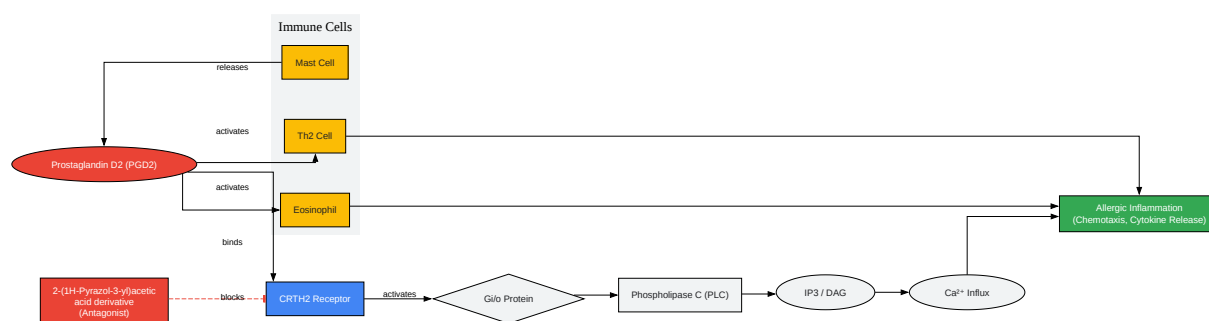 Immune Cells
Mast Cell
releases
activates
Th2 Cell
Prostaglandin D2 (PGD2)
activates
Eosinophil
Allergic Inflammation
(Chemotaxis, Cytokine Release)
binds
2-(1H-Pyrazol-3-yl)acetic
acid derivative
(Antagonist)
blocks
CRTH2 Receptor
activates
Gi/o Protein
Phospholipase C (PLC)
IP3 / DAG
Ca²⁺ Influx